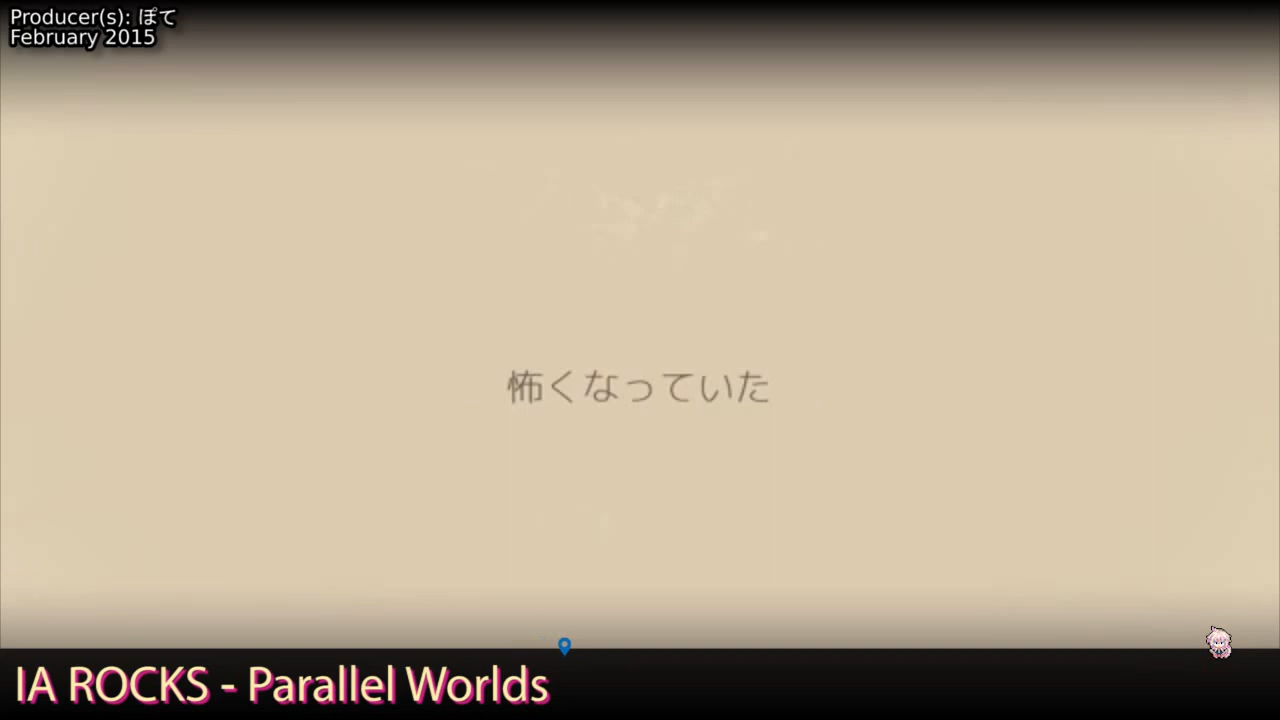 Producer(s): ぽて
February 2015
怖くなっていた
IA ROCKS - Parallel Worlds